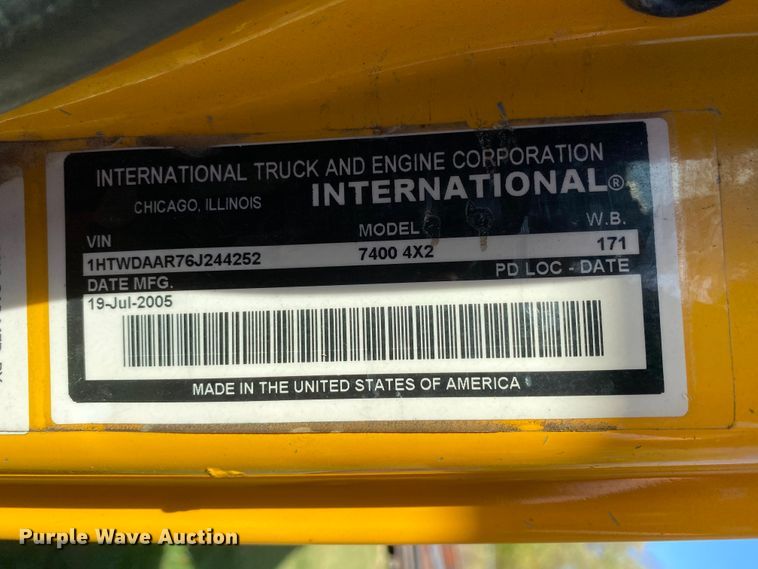 INTERNATIONAL TRUCK AND ENGINE CORPORATION
CHICAGO, ILLINOIS INTERNATIONAL®
VIN MODEL W.B.
1HTWDAAR76J244252 7400 4X2 171
DATE MFG. PD LOC - DATE
19-Jul-2005
MADE IN THE UNITED STATES OF AMERICA
Purple Wave Auction®